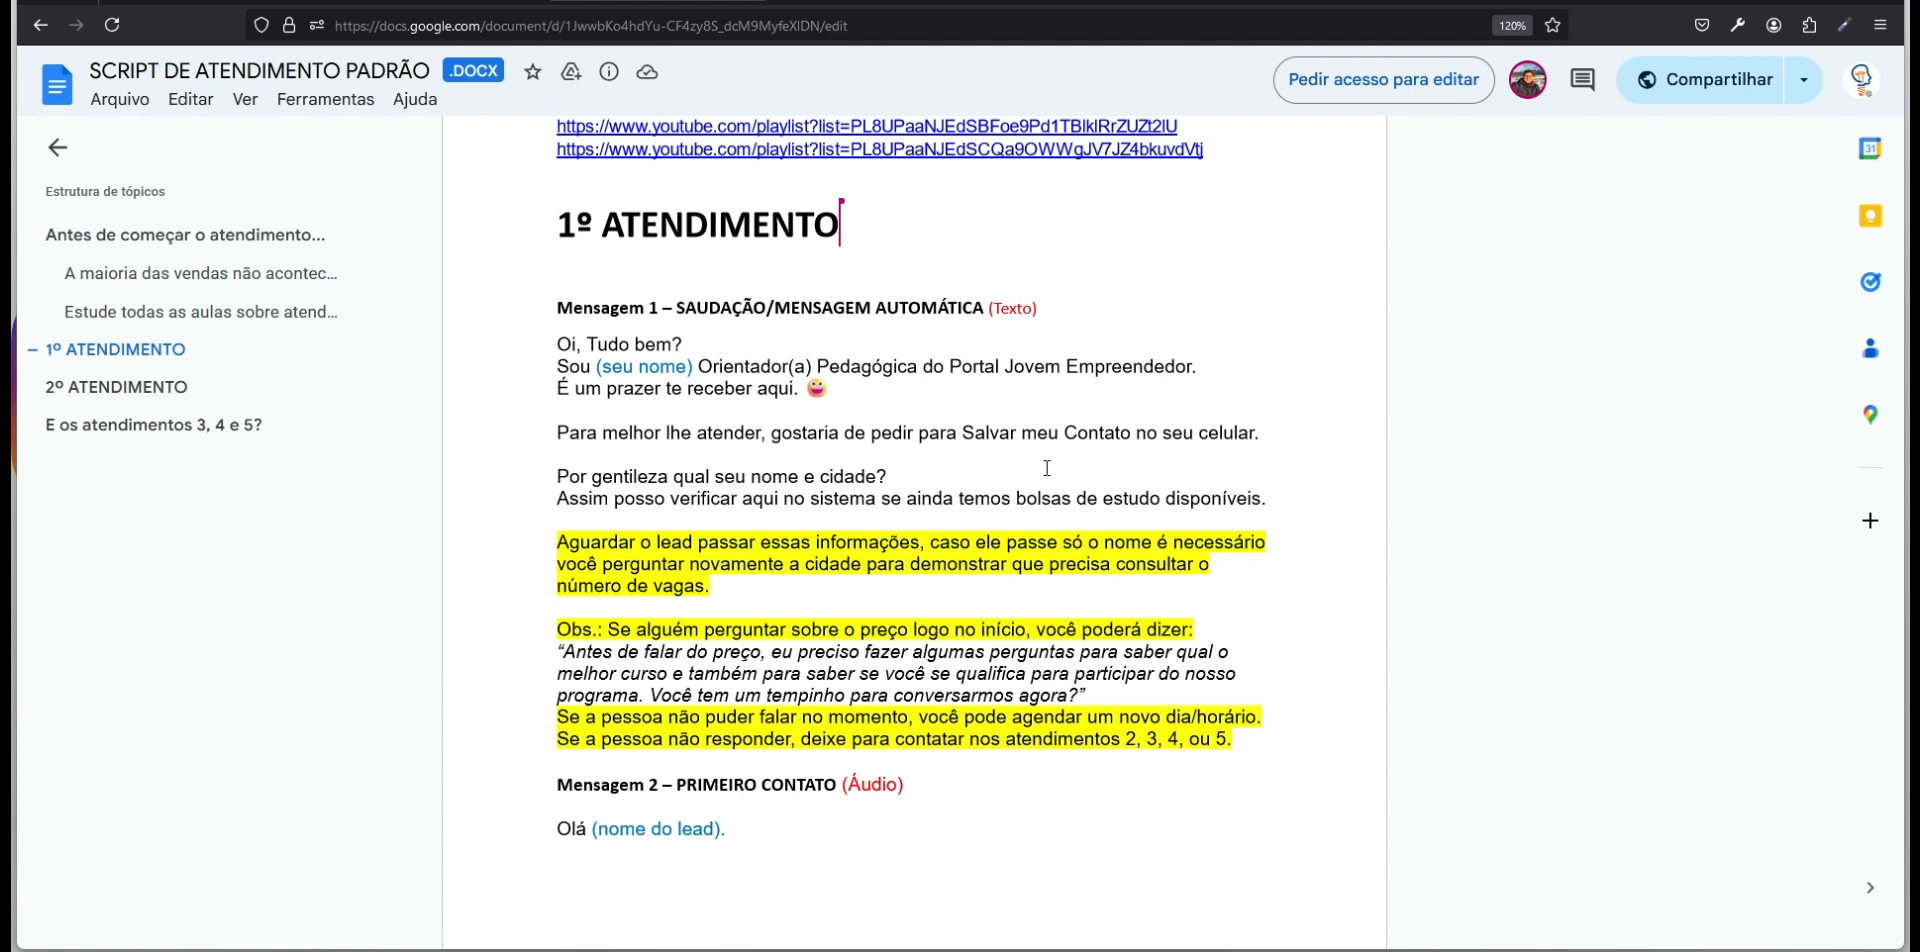 https://docs.google.com/document/d/1JwwbKo4hdYu-CF4zy8S_dcM9MyfeXIDN/edit
120%
SCRIPT DE ATENDIMENTO PADRÃO .DOCX
Arquivo Editar Ver Ferramentas Ajuda
Pedir acesso para editar
Compartilhar
Estrutura de tópicos
Antes de começar o atendimento...
A maioria das vendas não acontec...
Estude todas as aulas sobre atend...
1º ATENDIMENTO
2º ATENDIMENTO
E os atendimentos 3, 4 e 5?
https://www.youtube.com/playlist?list=PL8UPaaNJEdSBFoe9Pd1TBlklRrZUZt2lU
https://www.youtube.com/playlist?list=PL8UPaaNJEdSCQa9OWWgJV7JZ4bkuvdVtj
1º ATENDIMENTO
Mensagem 1 – SAUDAÇÃO/MENSAGEM AUTOMÁTICA (Texto)
Oi, Tudo bem?
Sou (seu nome) Orientador(a) Pedagógica do Portal Jovem Empreendedor.
É um prazer te receber aqui. 😀
Para melhor lhe atender, gostaria de pedir para Salvar meu Contato no seu celular.
Por gentileza qual seu nome e cidade?
Assim posso verificar aqui no sistema se ainda temos bolsas de estudo disponíveis.
Aguardar o lead passar essas informações, caso ele passe só o nome é necessário
você perguntar novamente a cidade para demonstrar que precisa consultar o
número de vagas.
Obs.: Se alguém perguntar sobre o preço logo no início, você poderá dizer:
“Antes de falar do preço, eu preciso fazer algumas perguntas para saber qual o
melhor curso e também para saber se você se qualifica para participar do nosso
programa. Você tem um tempinho para conversarmos agora?”
Se a pessoa não puder falar no momento, você pode agendar um novo dia/horário.
Se a pessoa não responder, deixe para contatar nos atendimentos 2, 3, 4, ou 5.
Mensagem 2 – PRIMEIRO CONTATO (Áudio)
Olá (nome do lead).
31